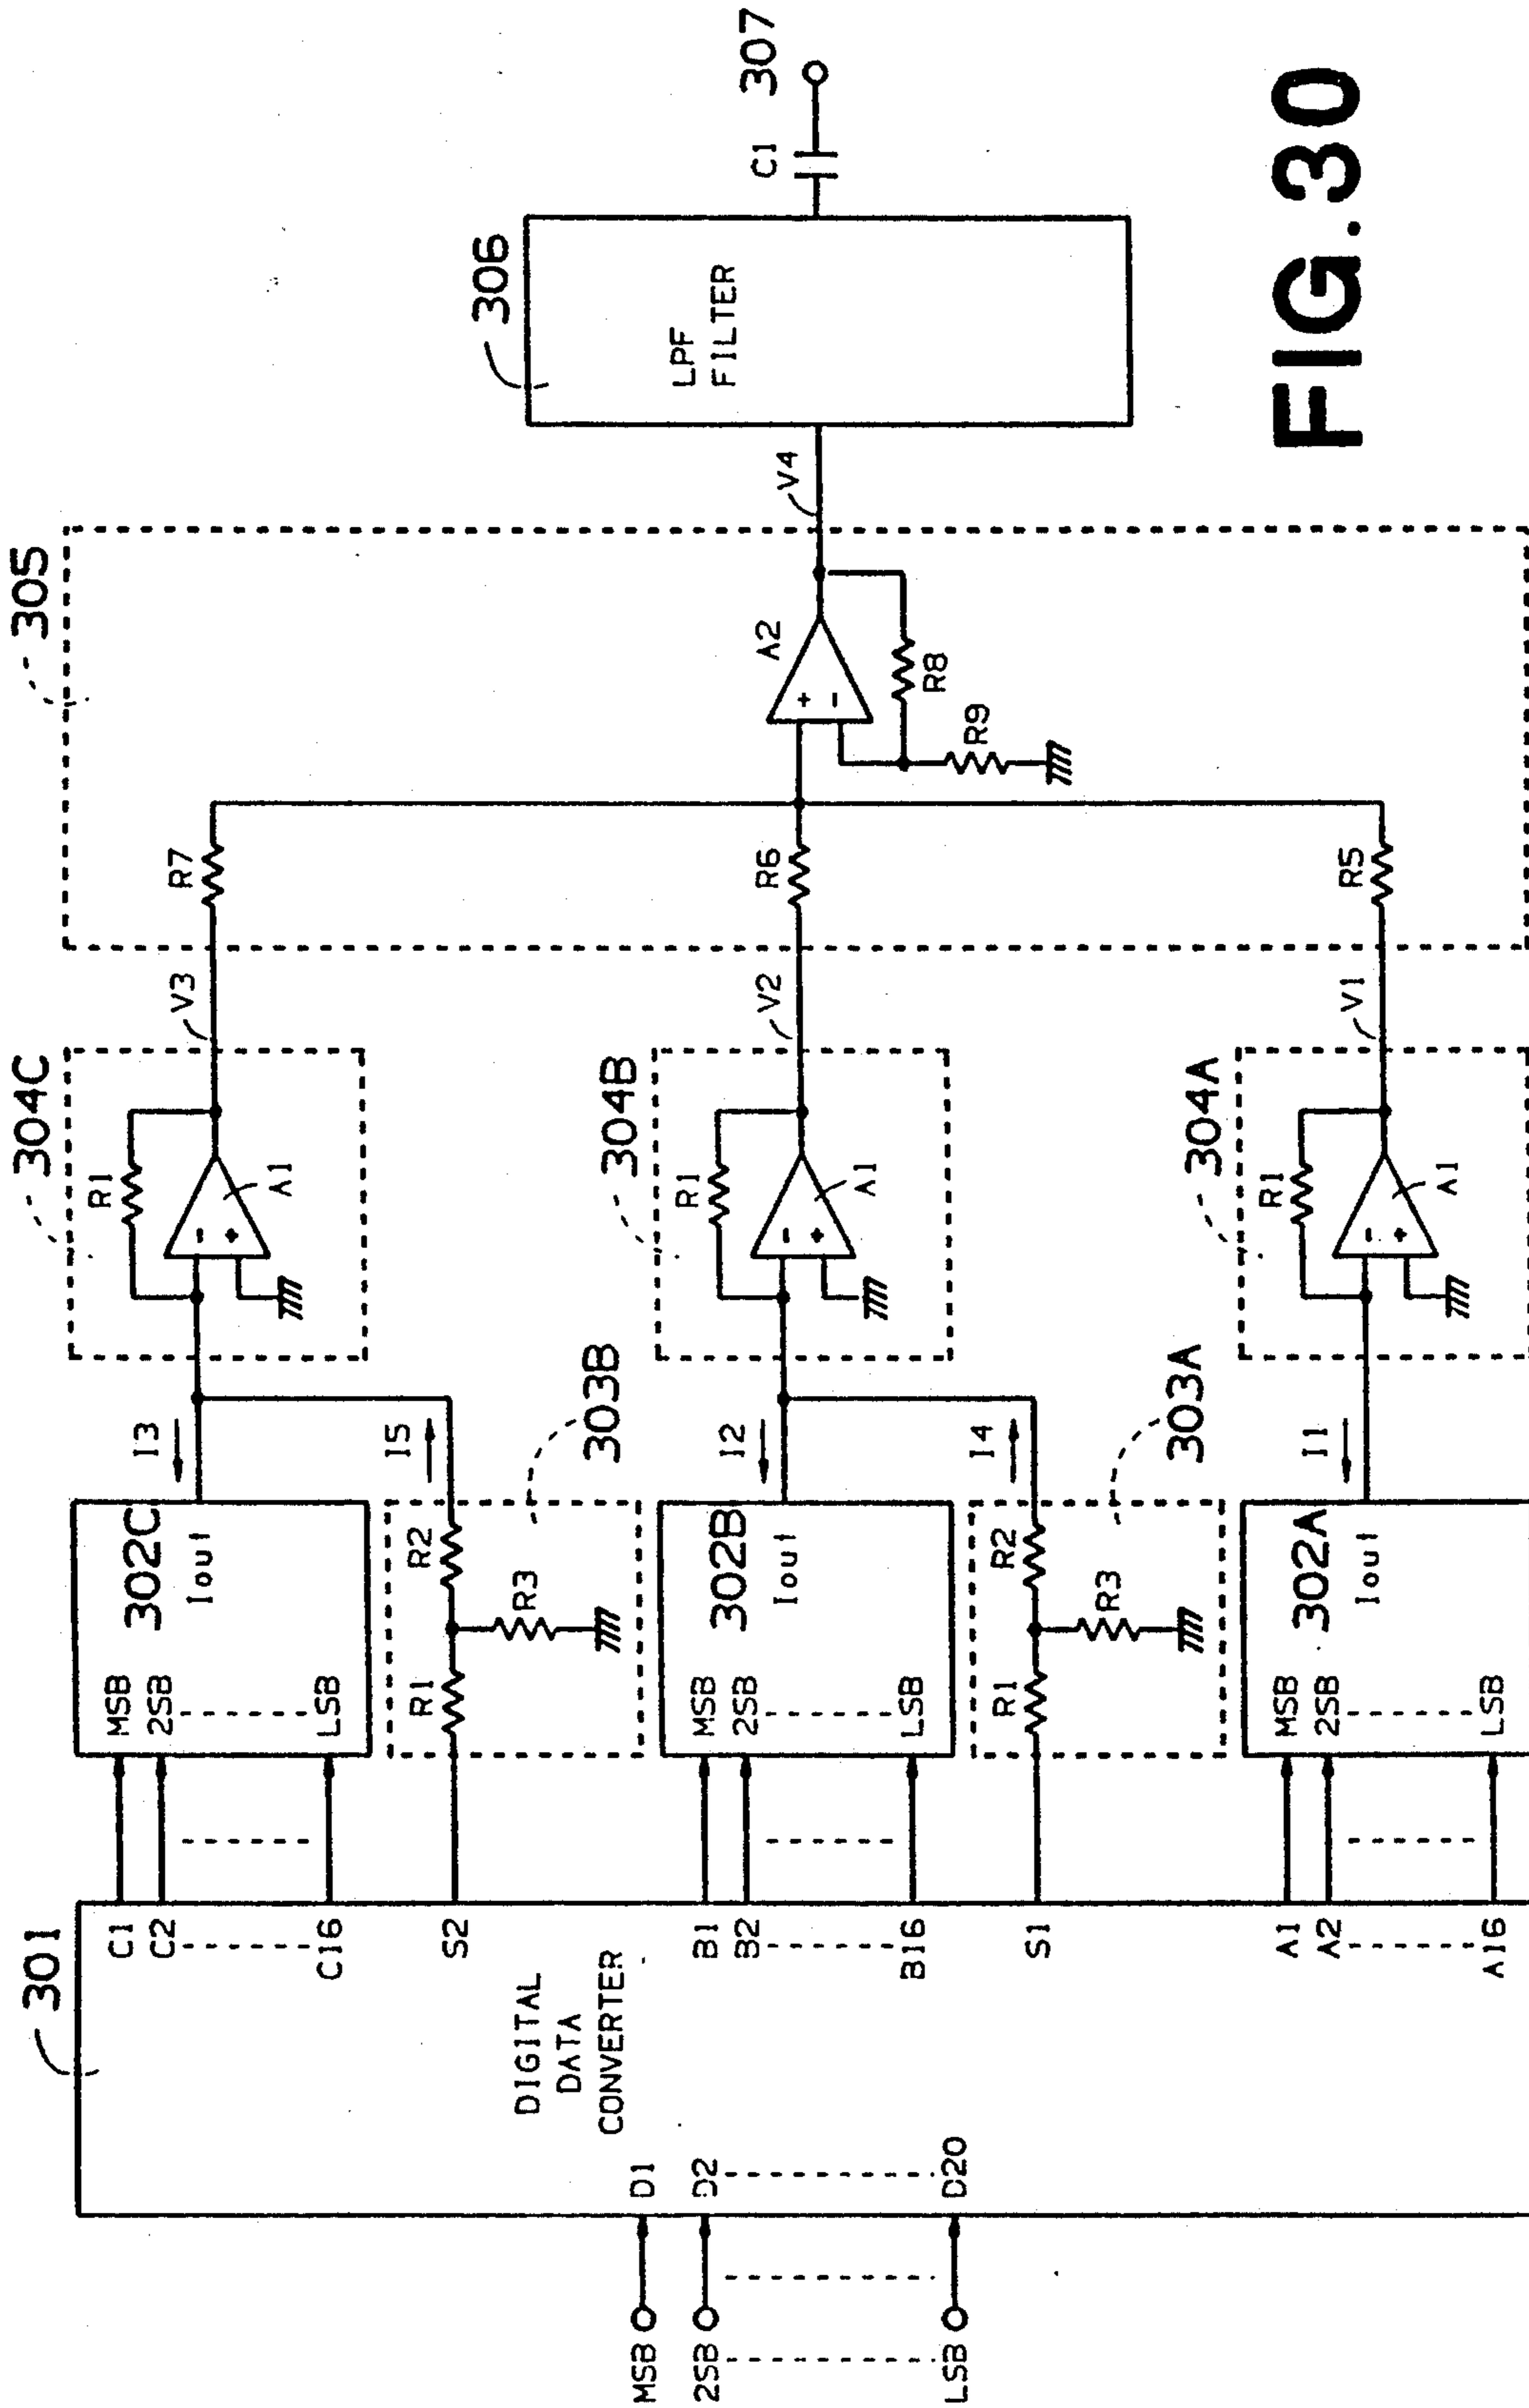 301
DIGITAL
DATA
CONVERTER
MSB
D1
2SB
D2
LSB
D20
C1
C2
C16
S2
B1
B2
B16
S1
A1
A2
A16
302C
MSB
2SB
LSB
Iout
I3
R1
R2
R3
I5
303B
302B
MSB
2SB
LSB
Iout
I2
R1
R2
R3
I4
303A
302A
MSB
2SB
LSB
Iout
I1
304C
R1
- +
A1
V3
304B
R1
- +
A1
V2
304A
R1
- +
A1
V1
305
R7
R6
R5
+ -
A2
R8
R9
V4
306
LPF
FILTER
C1
307
FIG.30